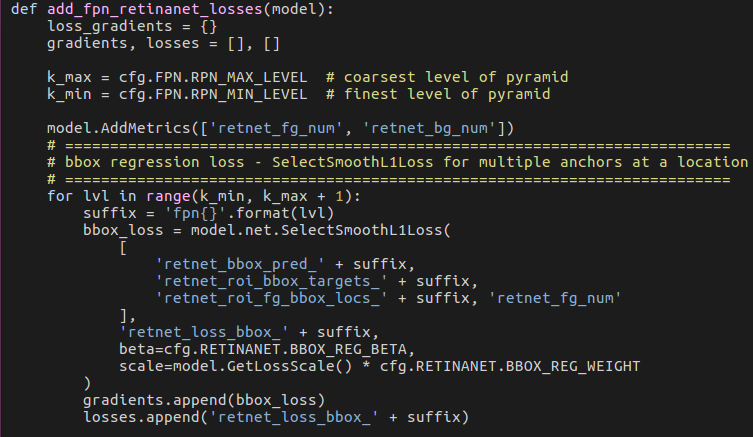 def add_fpn_retinanet_losses(model):
    loss_gradients = {}
    gradients, losses = [], []

    k_max = cfg.FPN.RPN_MAX_LEVEL  # coarsest level of pyramid
    k_min = cfg.FPN.RPN_MIN_LEVEL  # finest level of pyramid

    model.AddMetrics(['retnet_fg_num', 'retnet_bg_num'])
    # ==========================================================================
    # bbox regression loss - SelectSmoothL1Loss for multiple anchors at a location
    # ==========================================================================
    for lvl in range(k_min, k_max + 1):
        suffix = 'fpn{}'.format(lvl)
        bbox_loss = model.net.SelectSmoothL1Loss(
            [
                'retnet_bbox_pred_' + suffix,
                'retnet_roi_bbox_targets_' + suffix,
                'retnet_roi_fg_bbox_locs_' + suffix, 'retnet_fg_num'
            ],
            'retnet_loss_bbox_' + suffix,
            beta=cfg.RETINANET.BBOX_REG_BETA,
            scale=model.GetLossScale() * cfg.RETINANET.BBOX_REG_WEIGHT
        )
        gradients.append(bbox_loss)
        losses.append('retnet_loss_bbox_' + suffix)